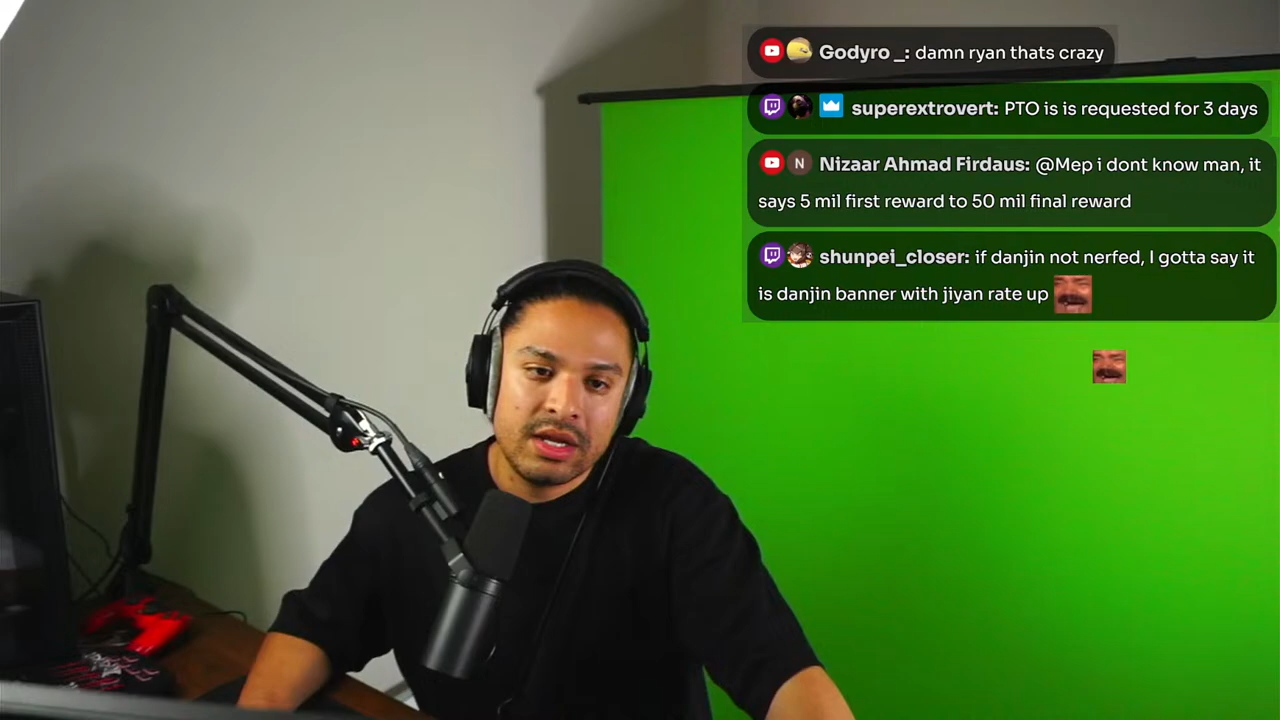 Godyro _: damn ryan thats crazy
superextrovert: PTO is is requested for 3 days
N Nizaar Ahmad Firdaus: @Mep i dont know man, it
says 5 mil first reward to 50 mil final reward
shunpei_closer: if danjin not nerfed, I gotta say it
is danjin banner with jiyan rate up